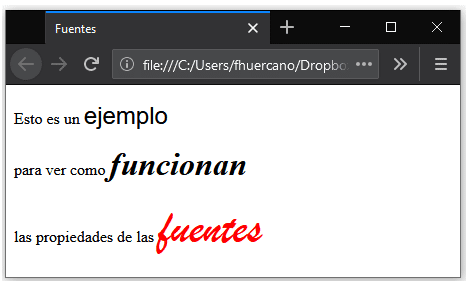 Fuentes
file:///C:/Users/fhuercano/Dropbo
Esto es un ejemplo
para ver como funcionan
las propiedades de las fuentes